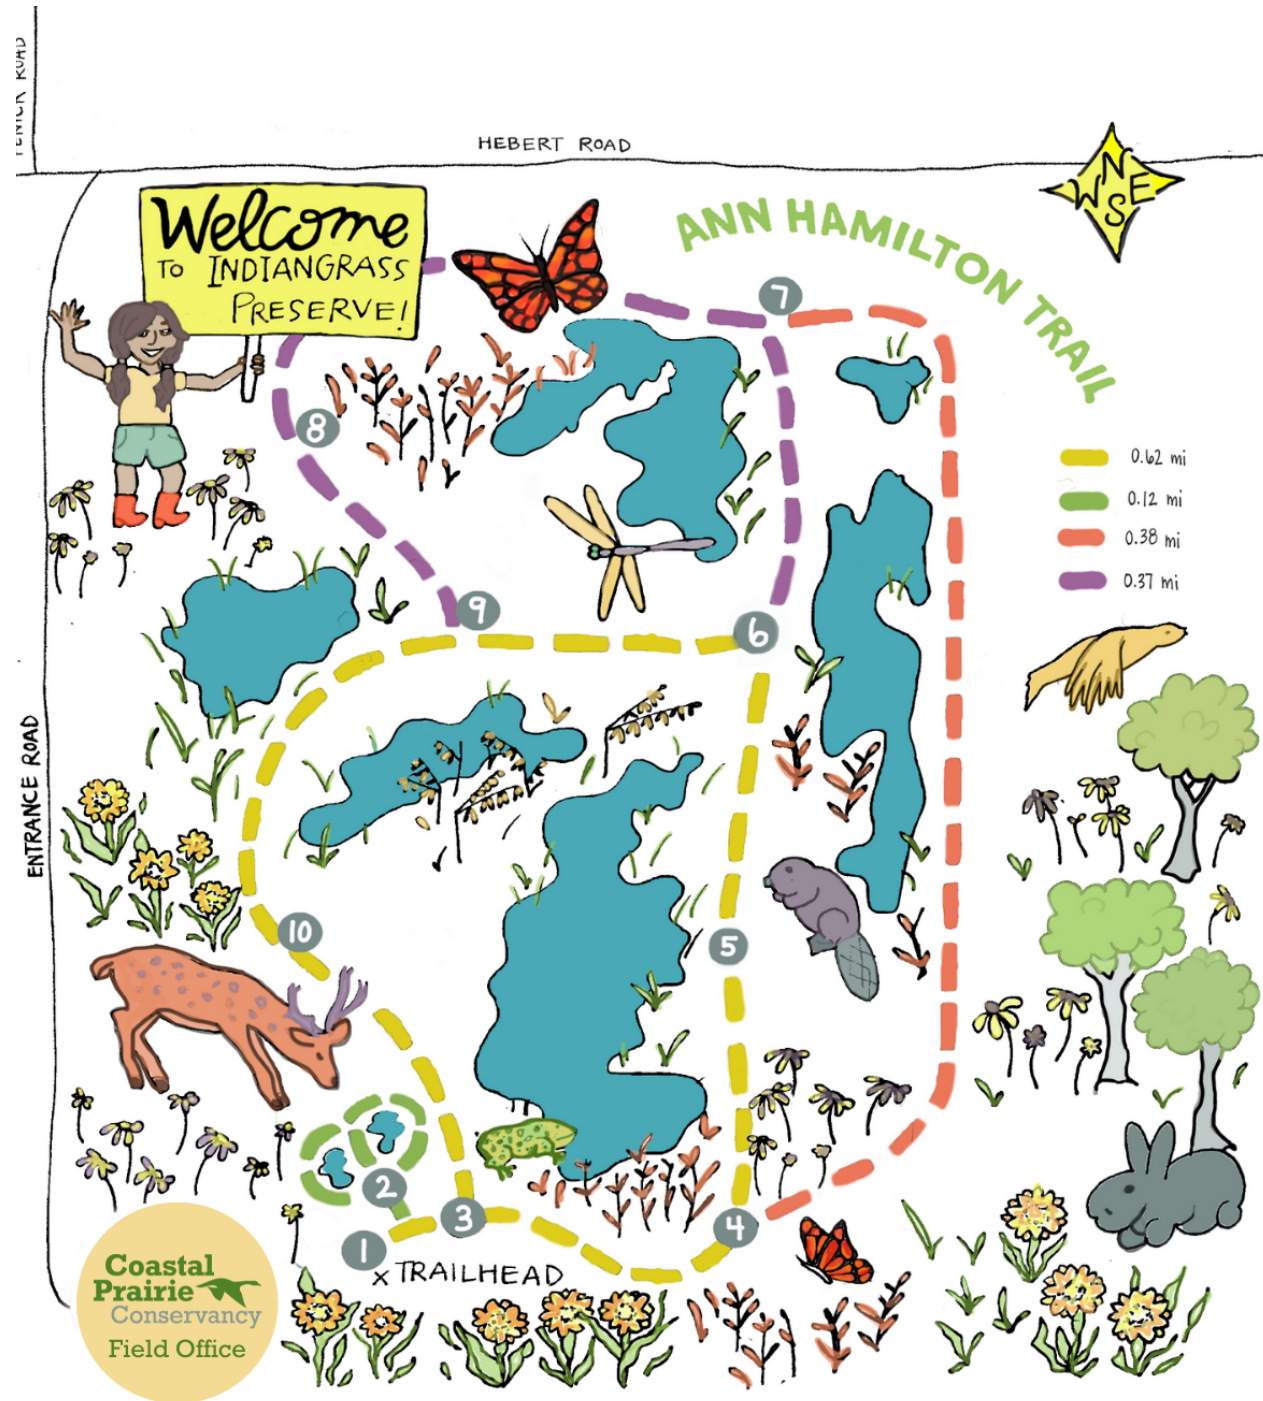 HEBERT ROAD
N
W E
S
Welcome
TO INDIANGRASS
PRESERVE!
ANN HAMILTON TRAIL
7
8
0.62 mi
0.12 mi
0.38 mi
0.37 mi
9
6
ENTRANCE ROAD
10
5
2
3
4
1
x TRAILHEAD
Coastal
Prairie
Conservancy
Field Office